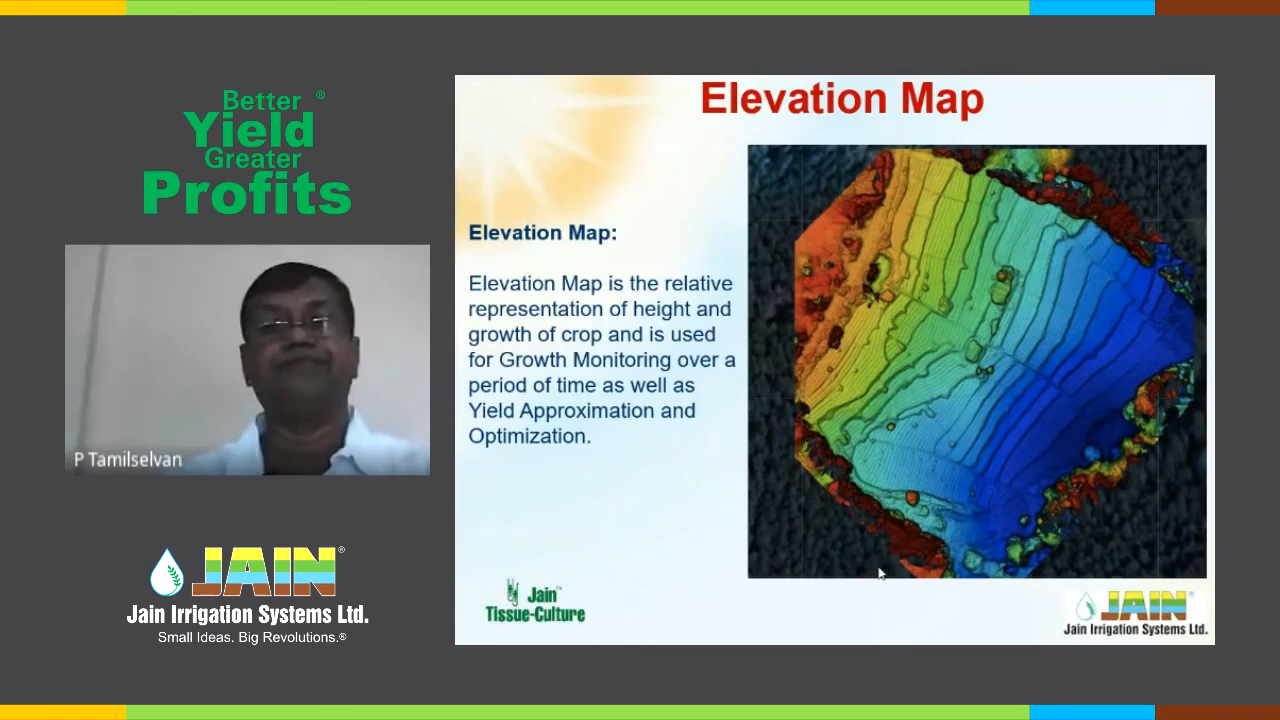 Better ®
Yield
Greater
Profits
P Tamilselvan
JAIN®
Jain Irrigation Systems Ltd.
Small Ideas. Big Revolutions.®
Elevation Map
Elevation Map:
Elevation Map is the relative
representation of height and
growth of crop and is used
for Growth Monitoring over a
period of time as well as
Yield Approximation and
Optimization.
Jain™
Tissue-Culture
JAIN®
Jain Irrigation Systems Ltd.